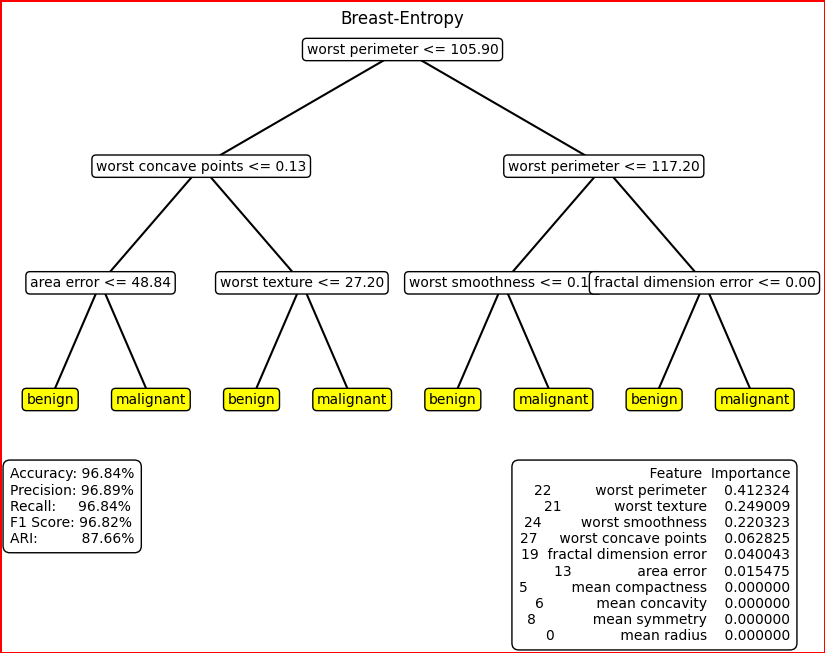 Breast-Entropy
worst perimeter <= 105.90
worst concave points <= 0.13
worst perimeter <= 117.20
area error <= 48.84
worst texture <= 27.20
worst smoothness <= 0.1
fractal dimension error <= 0.00
benign
malignant
benign
malignant
benign
malignant
benign
malignant
Accuracy: 96.84%
Precision: 96.89%
Recall: 96.84%
F1 Score: 96.82%
ARI: 87.66%
Feature Importance
22 worst perimeter 0.412324
21 worst texture 0.249009
24 worst smoothness 0.220323
27 worst concave points 0.062825
19 fractal dimension error 0.040043
13 area error 0.015475
5 mean compactness 0.000000
6 mean concavity 0.000000
8 mean symmetry 0.000000
0 mean radius 0.000000